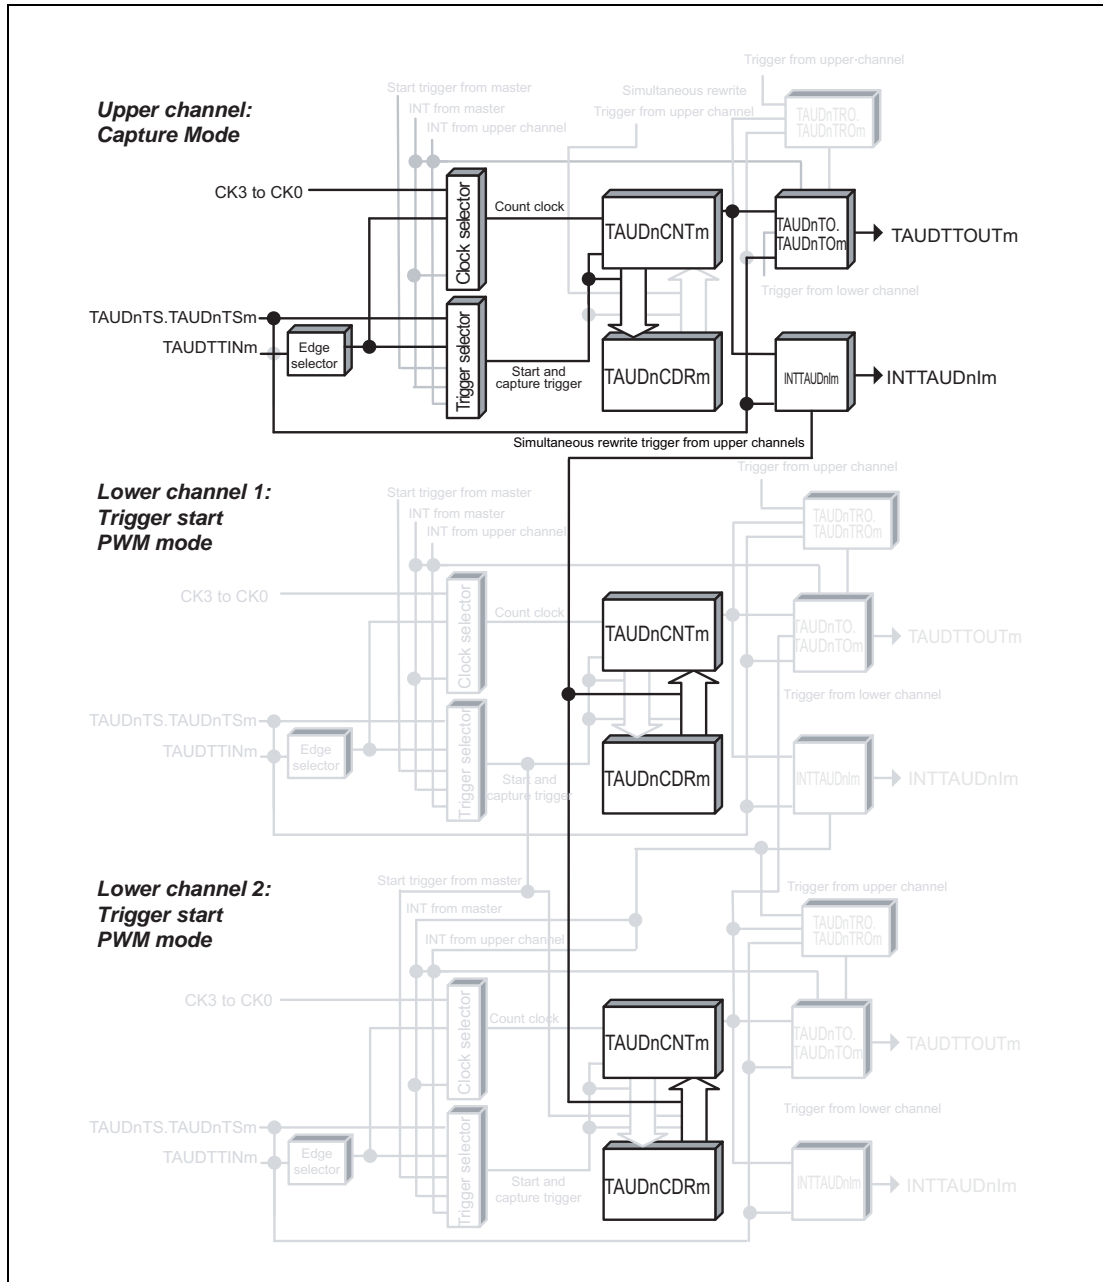 Trigger from upper-channel
Start trigger from master
Simultaneous rewrite
Trigger from upper channel
INT from master
INT from upper channel
Upper channel:
Capture Mode
TAUDnTRO.
TAUDnTROm
CK3 to CK0
Clock selector
Count clock
TAUDnCNTm
TAUDnTO.
TAUDnTOm
TAUDTTOUTm
Trigger from lower channel
TAUDnTS.TAUDnTSm
TAUDTTINm
Edge
selector
Trigger selector
Start and
capture trigger
TAUDnCDRm
INTTAUDnIm
INTTAUDnIm
Simultaneous rewrite trigger from upper channels
Lower channel 1:
Trigger start
PWM mode
Trigger from upper channel
Start trigger from master
INT from master
INT from upper channel
TAUDnTRO.
TAUDnTROm
CK3 to CK0
Clock selector
Count clock
TAUDnCNTm
TAUDnTO.
TAUDnTOm
TAUDTTOUTm
Trigger from lower channel
TAUDnTS.TAUDnTSm
TAUDTTINm
Edge
selector
Trigger selector
Start and
capture trigger
TAUDnCDRm
INTTAUDnIm
INTTAUDnIm
Lower channel 2:
Trigger start
PWM mode
Start trigger from master
Trigger from upper channel
INT from master
INT from upper channel
TAUDnTRO.
TAUDnTROm
CK3 to CK0
Clock selector
Count clock
TAUDnCNTm
TAUDnTO.
TAUDnTOm
TAUDTTOUTm
Trigger from lower channel
TAUDnTS.TAUDnTSm
TAUDTTINm
Edge
selector
Trigger selector
Start and
capture trigger
TAUDnCDRm
INTTAUDnIm
INTTAUDnIm